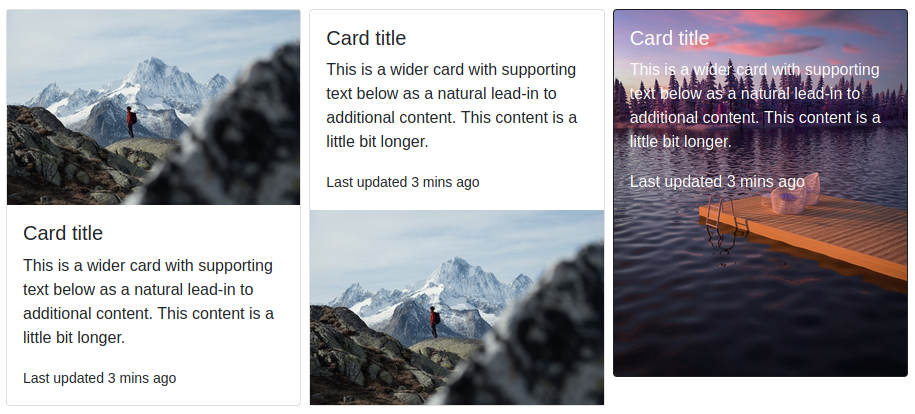 Card title
This is a wider card with supporting
text below as a natural lead-in to
additional content. This content is a
little bit longer.
Last updated 3 mins ago
Card title
This is a wider card with supporting
text below as a natural lead-in to
additional content. This content is a
little bit longer.
Last updated 3 mins ago
Card title
This is a wider card with supporting
text below as a natural lead-in to
additional content. This content is a
little bit longer.
Last updated 3 mins ago